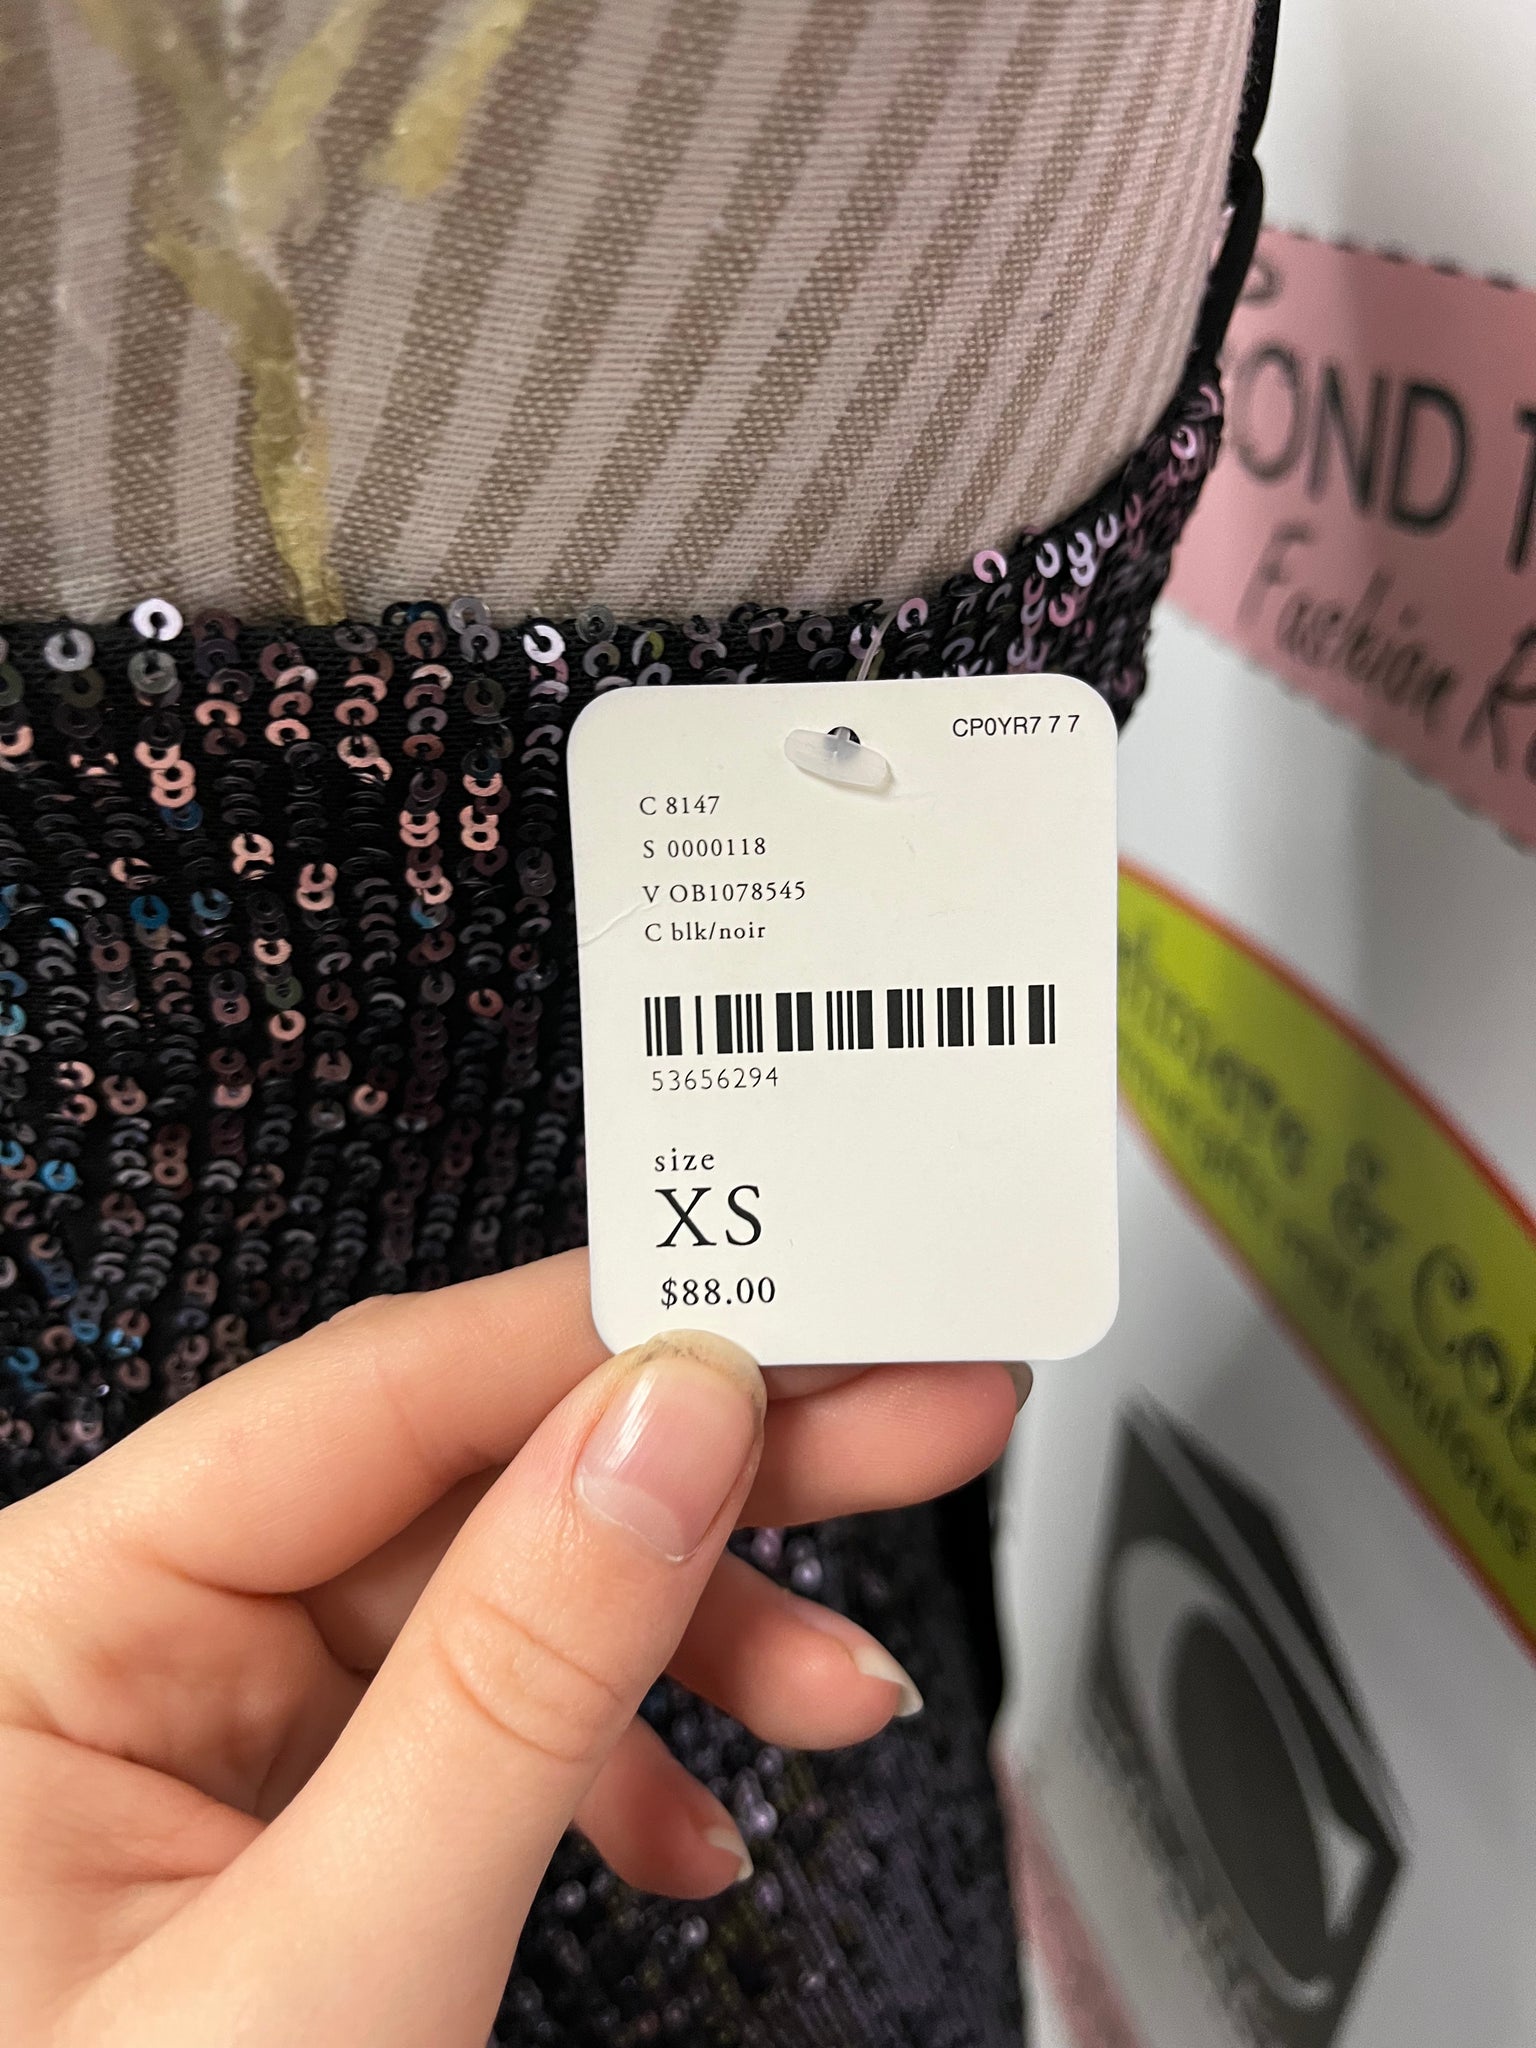 CP0YR7 7 7
C 8147
S 0000118
V OB1078545
C blk/noir
53656294
size
XS
$88.00
OND
Fashion
&